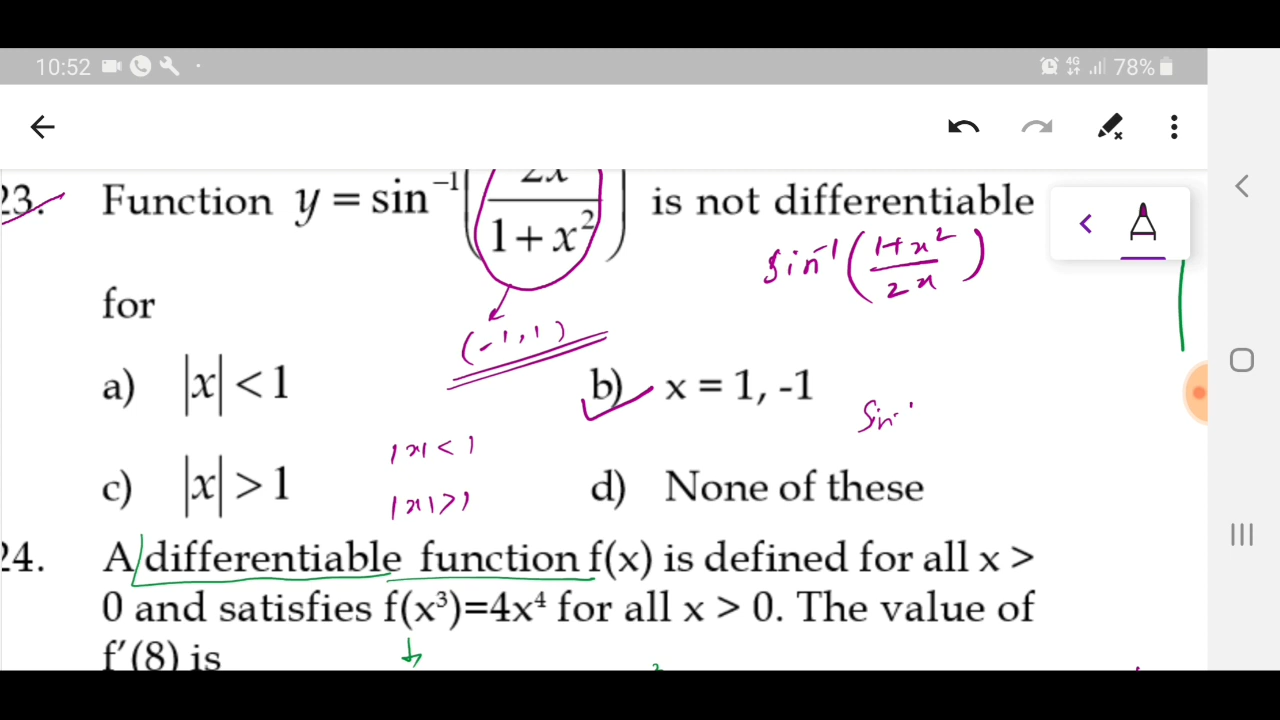 10:52 4G 78%
23. Function y = sin⁻¹(2x/(1+x²)) is not differentiable
sin⁻¹(1+x²/2x)
for
(-1,1)
a) |x| < 1 b) x = 1, -1
sin⁻
|x| < 1
c) |x| > 1 d) None of these
|x| > 1
24. A differentiable function f(x) is defined for all x >
0 and satisfies f(x³)=4x⁴ for all x > 0. The value of
f′(8) is